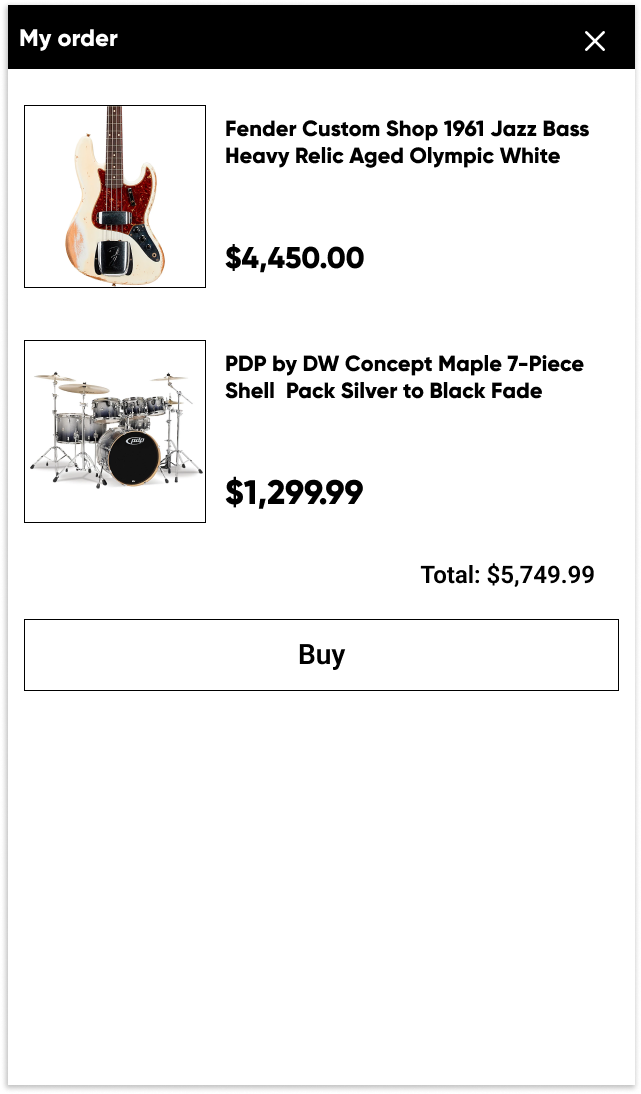 My order
Fender Custom Shop 1961 Jazz Bass
Heavy Relic Aged Olympic White
$4,450.00
PDP by DW Concept Maple 7-Piece
Shell  Pack Silver to Black Fade
pdp
$1,299.99
Total: $5,749.99
Buy